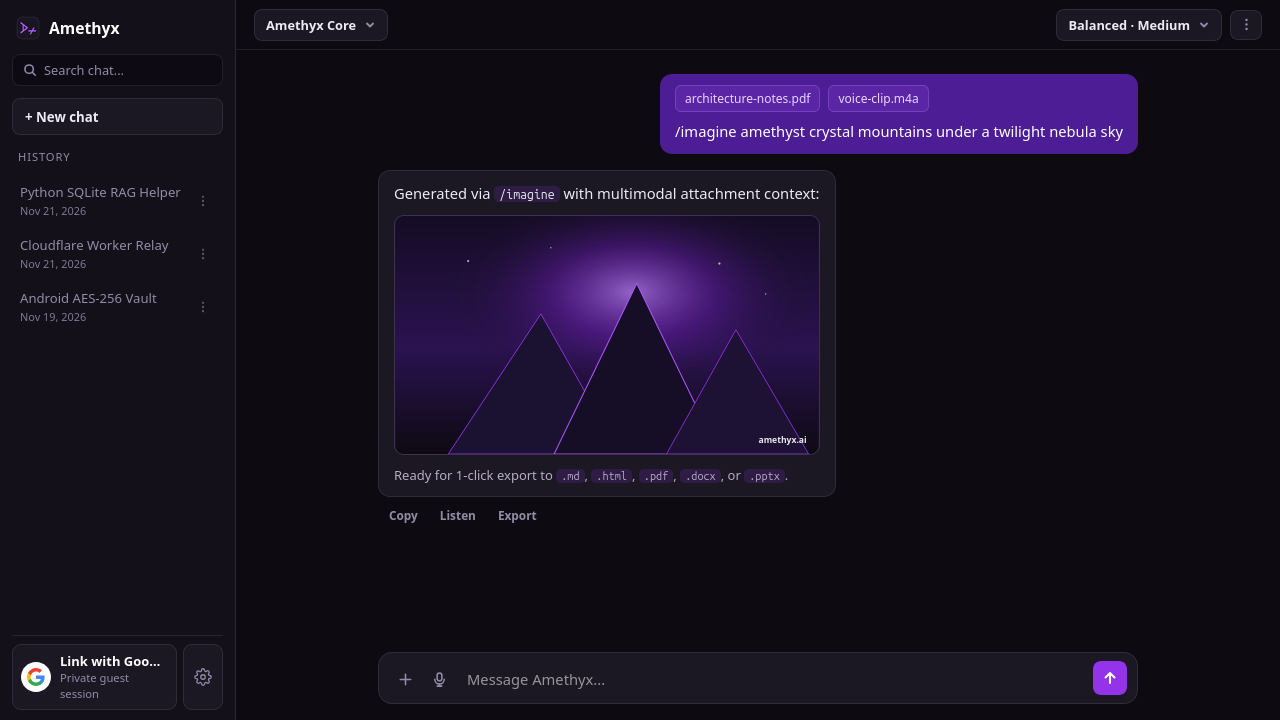 Amethyx
Search chat...
+ New chat
HISTORY
Python SQLite RAG Helper
Nov 21, 2026
Cloudflare Worker Relay
Nov 21, 2026
Android AES-256 Vault
Nov 19, 2026
Link with Goo...
Private guest
session
Amethyx Core
Balanced · Medium
architecture-notes.pdf voice-clip.m4a
/imagine amethyst crystal mountains under a twilight nebula sky
Generated via /imagine with multimodal attachment context:
amethyx.ai
Ready for 1-click export to .md, .html, .pdf, .docx, or .pptx.
Copy Listen Export
Message Amethyx...